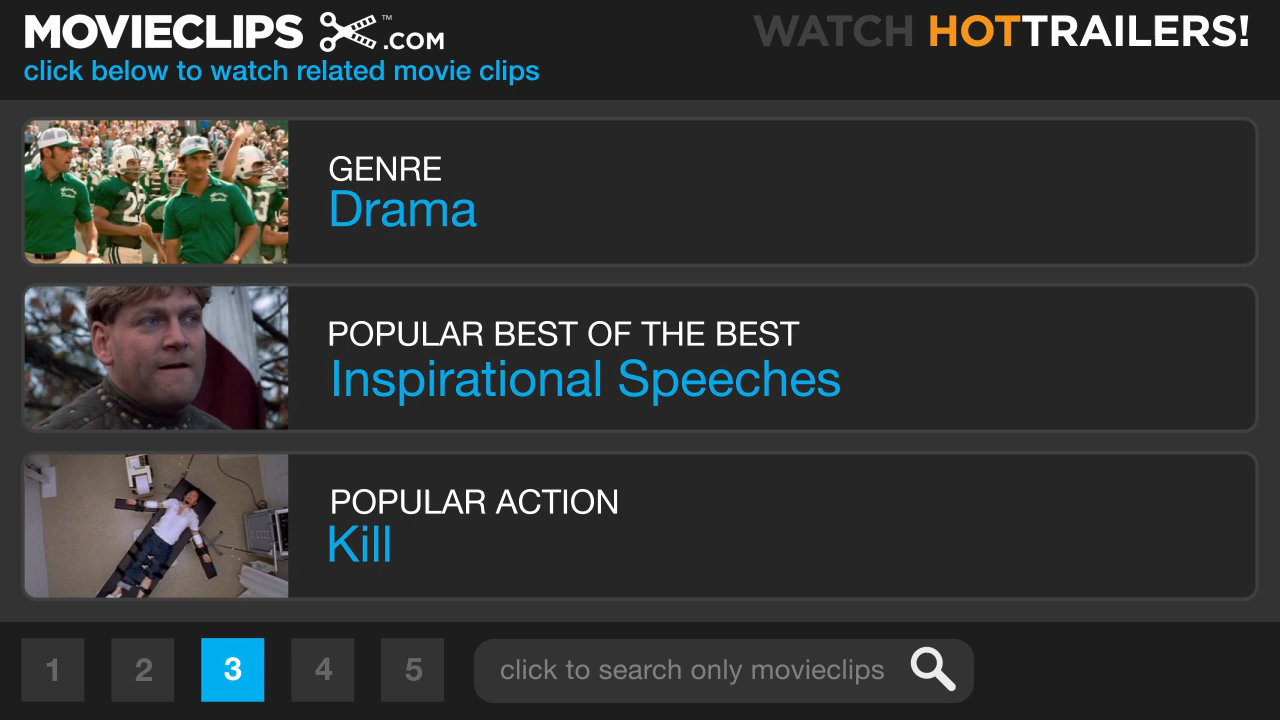 MOVIECLIPS ™ .COM
WATCH HOTTRAILERS!
click below to watch related movie clips
GENRE
Drama
POPULAR BEST OF THE BEST
Inspirational Speeches
POPULAR ACTION
Kill
1 2 3 4 5
click to search only movieclips